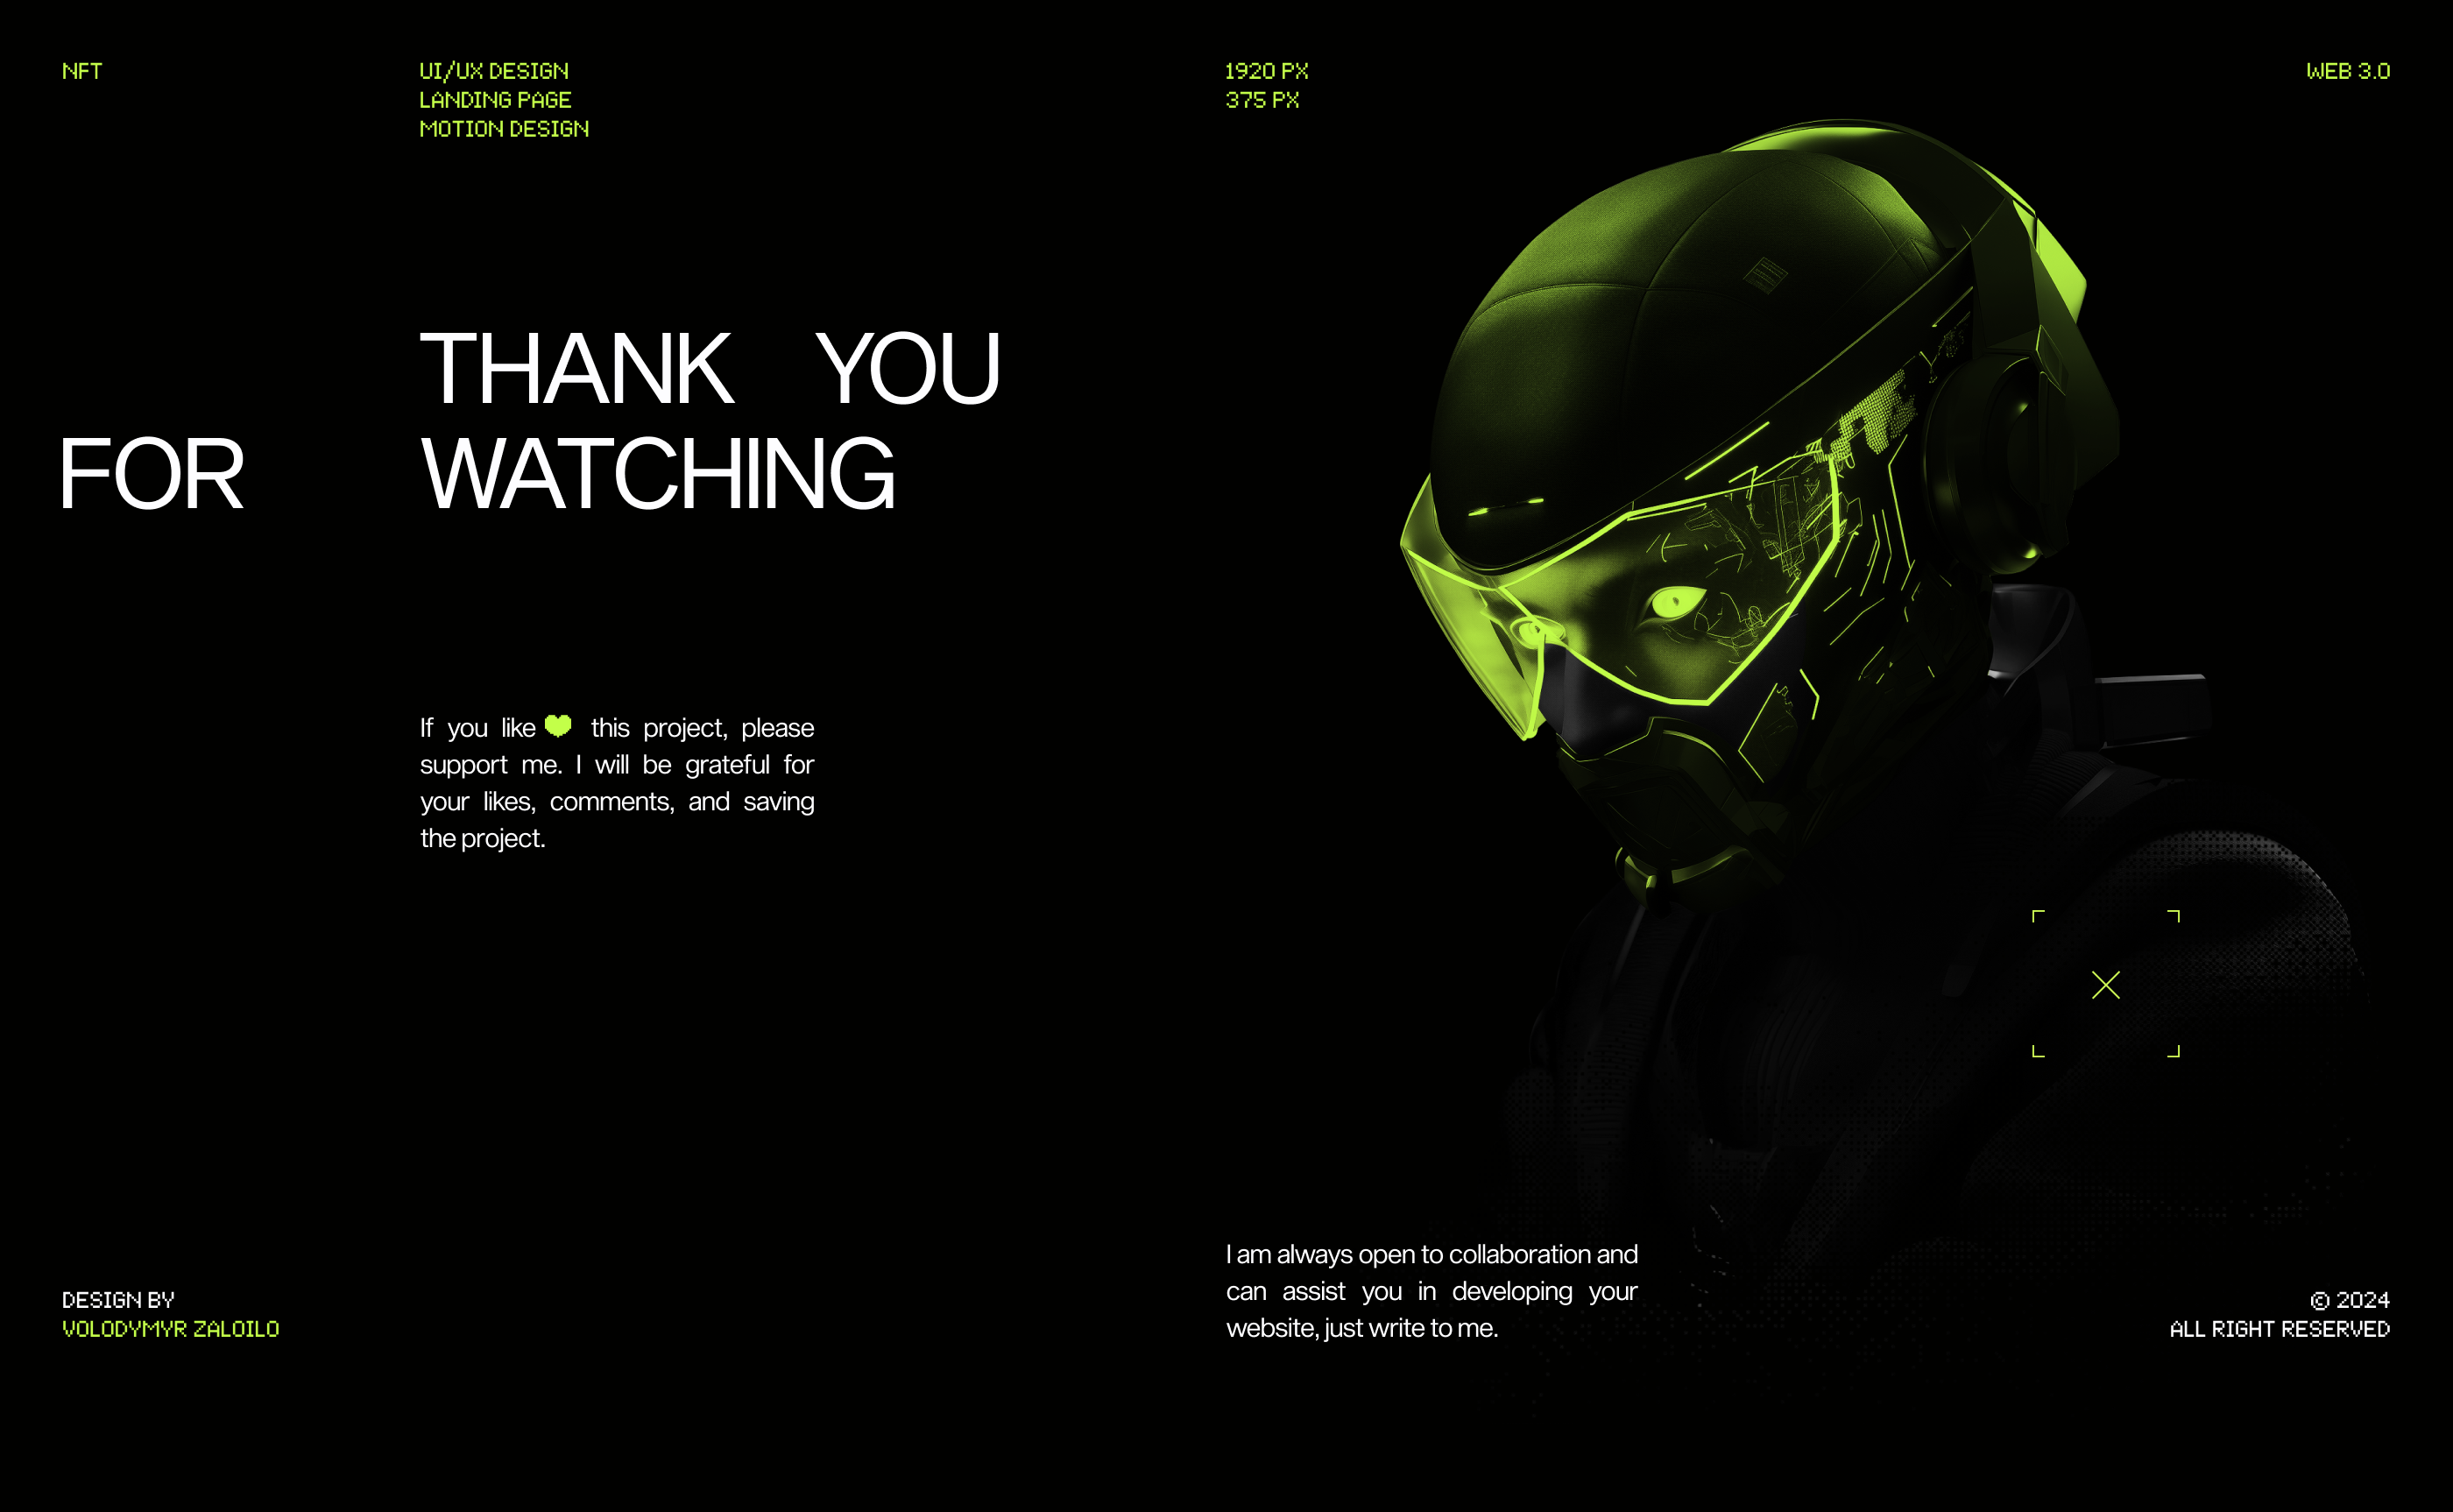 NFT
UI/UX DESIGN
LANDING PAGE
MOTION DESIGN
1920 PX
375 PX
WEB 3.0
THANK YOU
FOR WATCHING
If you like this project, please
support me. I will be grateful for
your likes, comments, and saving
the project.
I am always open to collaboration and
can assist you in developing your
website, just write to me.
DESIGN BY
VOLODYMYR ZALOILO
© 2024
ALL RIGHT RESERVED